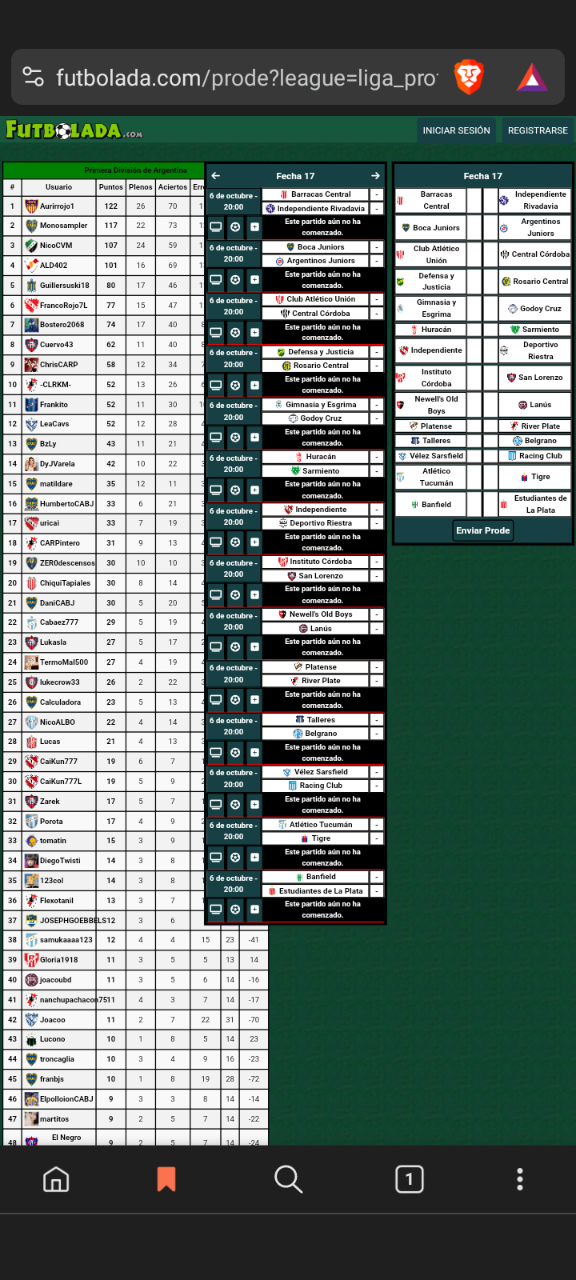 futbolada.com/prode?league=liga_pro
FUTBOLADA.COM
INICIAR SESIÓN
REGISTRARSE
Primera División de Argentina
# Usuario Puntos Plenos Aciertos
1 Aurirrojo1 122 26 70
2 Monosampler 117 22 73
3 NicoCVM 107 24 59
4 ALD402 101 16 69
5 Guillersuski18 80 17 46
6 FrancoRojo7L 77 15 47
7 Bostero2068 74 17 40
8 Cuervo43 62 11 40
9 ChrisCARP 58 12 34
10 -CLRKM- 52 13 26
11 Frankito 52 11 30
12 LeaCavs 52 12 28
13 BzLy 43 11 21
14 DyJVarela 42 10 22
15 matildare 35 12 11
16 HumbertoCABJ 33 6 21
17 uricai 33 7 19
18 CARPintero 31 9 13
19 ZER0descensos 30 10 10
20 ChiquiTapiales 30 8 14
21 DaniCABJ 30 5 20
22 Cabaez777 29 5 19
23 Lukasla 27 5 17
24 TermoMal500 27 4 19
25 lukecrow33 26 2 22
26 Calculadora 23 5 13
27 NicoALBO 22 4 14
28 Lucas 21 4 13
29 CaiKun777 19 6 7
30 CaiKun777L 19 5 9
31 Zarek 17 5 7
32 Porota 17 4 9
33 tomatin 15 3 9
34 DiegoTwisti 14 3 8
35 123col 14 3 8
36 Flexotanil 13 3 7
37 JOSEPHGOEBBELS 12 3 6
38 samukaaaa123 12 4 4 15 23 -41
39 Gloria1918 11 3 5 5 13 14
40 joacoubd 11 3 5 6 14 -16
41 nanchupachacon75 11 4 3 7 14 -17
42 Joacoo 11 2 7 22 31 -70
43 Lucono 10 1 8 5 14 23
44 troncaglia 10 3 4 9 16 -23
45 franbjs 10 1 8 19 28 -72
46 ElpolloionCABJ 9 3 3 8 14 -14
47 martitos 9 2 5 7 14 -22
48 El Negro 9 2 5 7 14 -24
Fecha 17
6 de octubre - 20:00
Barracas Central -
Independiente Rivadavia -
Este partido aún no ha comenzado.
6 de octubre - 20:00
Boca Juniors -
Argentinos Juniors -
Este partido aún no ha comenzado.
6 de octubre - 20:00
Club Atlético Unión -
Central Córdoba -
Este partido aún no ha comenzado.
6 de octubre - 20:00
Defensa y Justicia -
Rosario Central -
Este partido aún no ha comenzado.
6 de octubre - 20:00
Gimnasia y Esgrima -
Godoy Cruz -
Este partido aún no ha comenzado.
6 de octubre - 20:00
Huracán -
Sarmiento -
Este partido aún no ha comenzado.
6 de octubre - 20:00
Independiente -
Deportivo Riestra -
Este partido aún no ha comenzado.
6 de octubre - 20:00
Instituto Córdoba -
San Lorenzo -
Este partido aún no ha comenzado.
6 de octubre - 20:00
Newell's Old Boys -
Lanús -
Este partido aún no ha comenzado.
6 de octubre - 20:00
Platense -
River Plate -
Este partido aún no ha comenzado.
6 de octubre - 20:00
Talleres -
Belgrano -
Este partido aún no ha comenzado.
6 de octubre - 20:00
Vélez Sarsfield -
Racing Club -
Este partido aún no ha comenzado.
6 de octubre - 20:00
Atlético Tucumán -
Tigre -
Este partido aún no ha comenzado.
6 de octubre - 20:00
Banfield -
Estudiantes de La Plata -
Este partido aún no ha comenzado.
Fecha 17
Barracas Central Independiente Rivadavia
Boca Juniors Argentinos Juniors
Club Atlético Unión Central Córdoba
Defensa y Justicia Rosario Central
Gimnasia y Esgrima Godoy Cruz
Huracán Sarmiento
Independiente Deportivo Riestra
Instituto Córdoba San Lorenzo
Newell's Old Boys Lanús
Platense River Plate
Talleres Belgrano
Vélez Sarsfield Racing Club
Atlético Tucumán Tigre
Banfield Estudiantes de La Plata
Enviar Prode
1